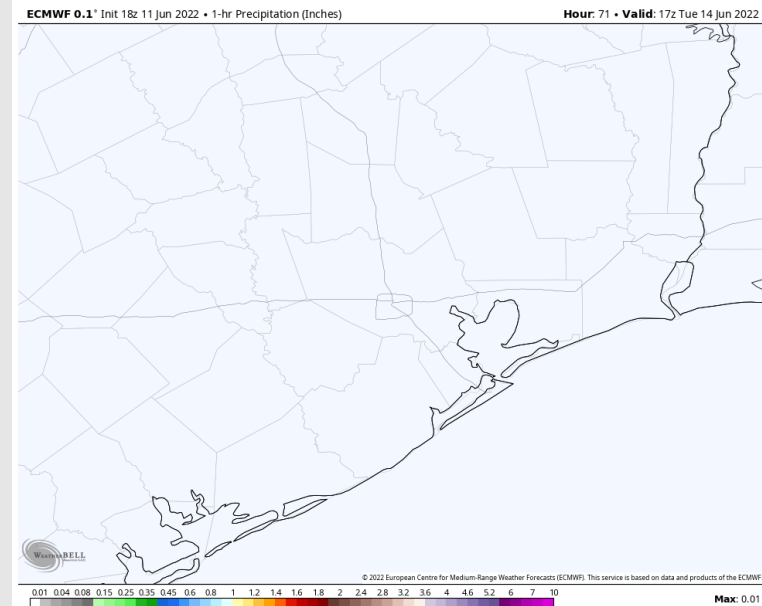 ECMWF 0.1° Init 18z 11 Jun 2022 • 1-hr Precipitation (Inches) Hour: 71 • Valid: 17z Tue 14 Jun 2022
WEATHERBELL
© 2022 European Centre for Medium-Range Weather Forecasts (ECMWF). This service is based on data and products of the ECMWF
0.01 0.04 0.08 0.15 0.25 0.35 0.45 0.6 0.8 1 1.2 1.4 1.6 1.8 2 2.4 2.8 3.2 3.6 4 4.6 5.2 6 10
Max: 0.01